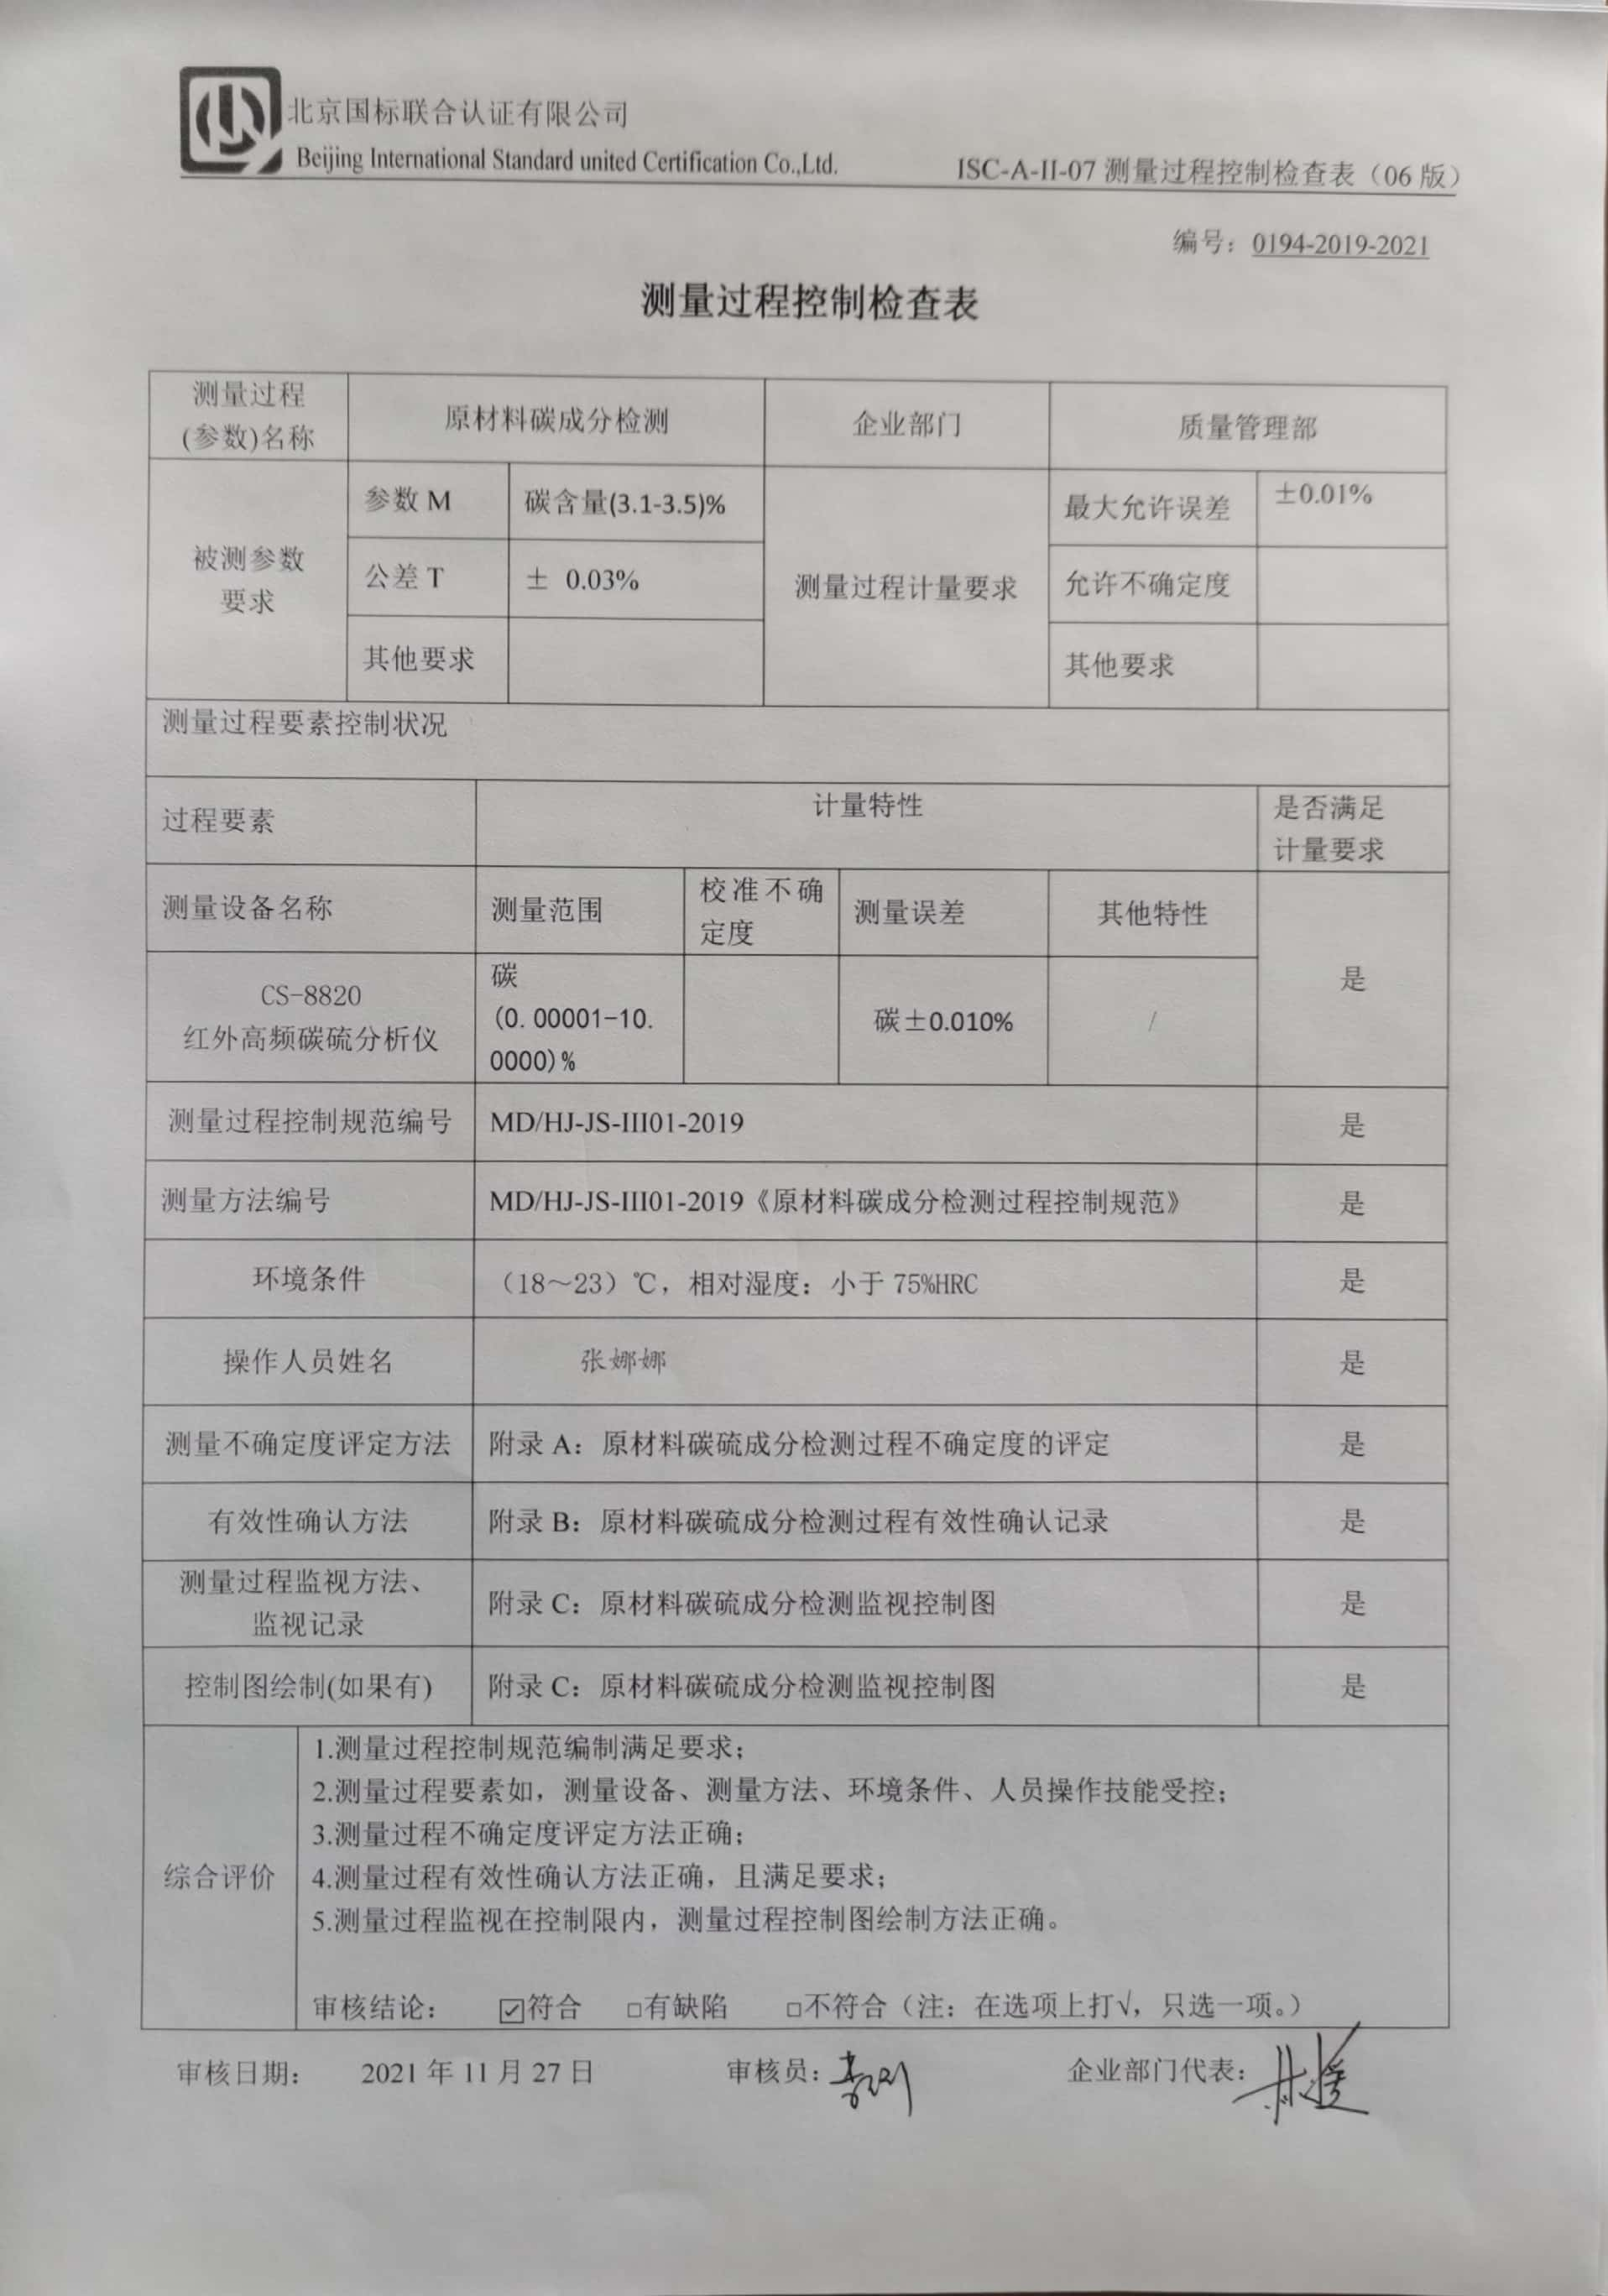 北京国标联合认证有限公司
Beijing International Standard united Certification Co.,Ltd.
ISC-A-II-07 测量过程控制检查表（06 版）
编号：0194-2019-2021
测量过程控制检查表
测量过程
(参数)名称
原材料碳成分检测
企业部门
质量管理部
被测参数
要求
参数 M
碳含量(3.1-3.5)%
测量过程计量要求
最大允许误差
±0.01%
公差 T
± 0.03%
允许不确定度
其他要求
其他要求
测量过程要素控制状况
过程要素
计量特性
是否满足
计量要求
测量设备名称
测量范围
校准不确
定度
测量误差
其他特性
CS-8820
红外高频碳硫分析仪
碳
(0.00001-10.
0000)%
碳±0.010%
/
是
测量过程控制规范编号
MD/HJ-JS-III01-2019
是
测量方法编号
MD/HJ-JS-III01-2019《原材料碳成分检测过程控制规范》
是
环境条件
（18～23）℃，相对湿度：小于 75%HRC
是
操作人员姓名
张娜娜
是
测量不确定度评定方法
附录 A：原材料碳硫成分检测过程不确定度的评定
是
有效性确认方法
附录 B：原材料碳硫成分检测过程有效性确认记录
是
测量过程监视方法、
监视记录
附录 C：原材料碳硫成分检测监视控制图
是
控制图绘制(如果有)
附录 C：原材料碳硫成分检测监视控制图
是
综合评价
1.测量过程控制规范编制满足要求；
2.测量过程要素如，测量设备、测量方法、环境条件、人员操作技能受控；
3.测量过程不确定度评定方法正确；
4.测量过程有效性确认方法正确，且满足要求；
5.测量过程监视在控制限内，测量过程控制图绘制方法正确。
审核结论： ☑符合 □有缺陷 □不符合（注：在选项上打√，只选一项。）
审核日期： 2021 年 11 月 27 日 审核员： 企业部门代表：